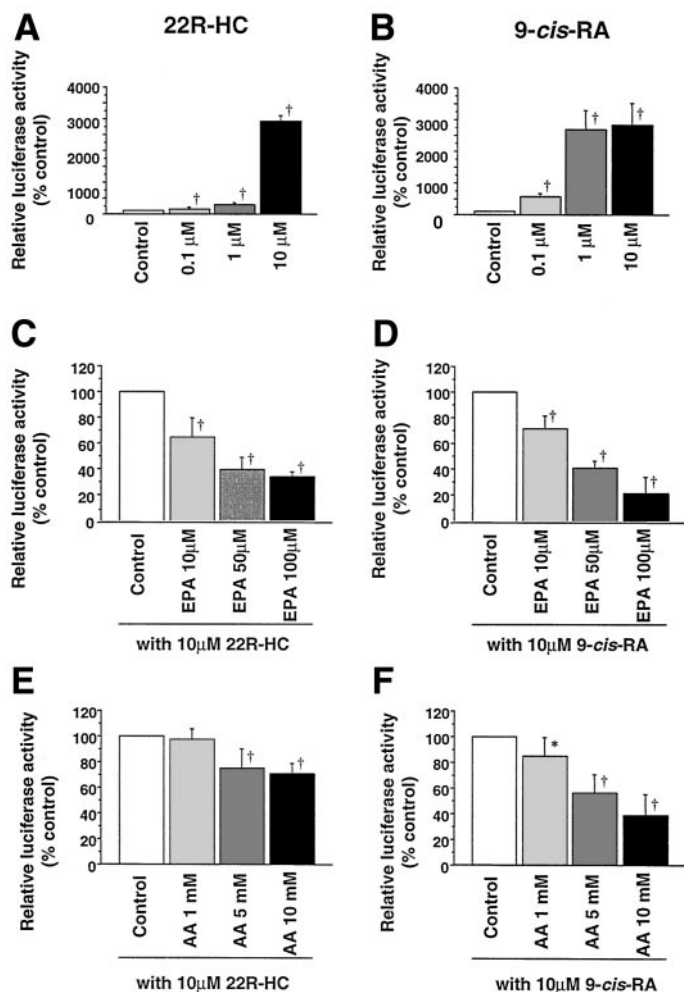 A
22R-HC
Relative luciferase activity
(% control)
4000
3000
2000
1000
0
†
†
†
Control
0.1 μM
1 μM
10 μM
B
9-cis-RA
Relative luciferase activity
(% control)
4000
3000
2000
1000
0
†
†
†
Control
0.1 μM
1 μM
10 μM
C
Relative luciferase activity
(% control)
120
100
80
60
40
20
0
†
†
†
Control
EPA 10μM
EPA 50μM
EPA 100μM
with 10μM 22R-HC
D
Relative luciferase activity
(% control)
120
100
80
60
40
20
0
†
†
†
Control
EPA 10μM
EPA 50μM
EPA 100μM
with 10μM 9-cis-RA
E
Relative luciferase activity
(% control)
120
100
80
60
40
20
0
†
†
Control
AA 1 mM
AA 5 mM
AA 10 mM
with 10μM 22R-HC
F
Relative luciferase activity
(% control)
120
100
80
60
40
20
0
*
†
†
Control
AA 1 mM
AA 5 mM
AA 10 mM
with 10μM 9-cis-RA